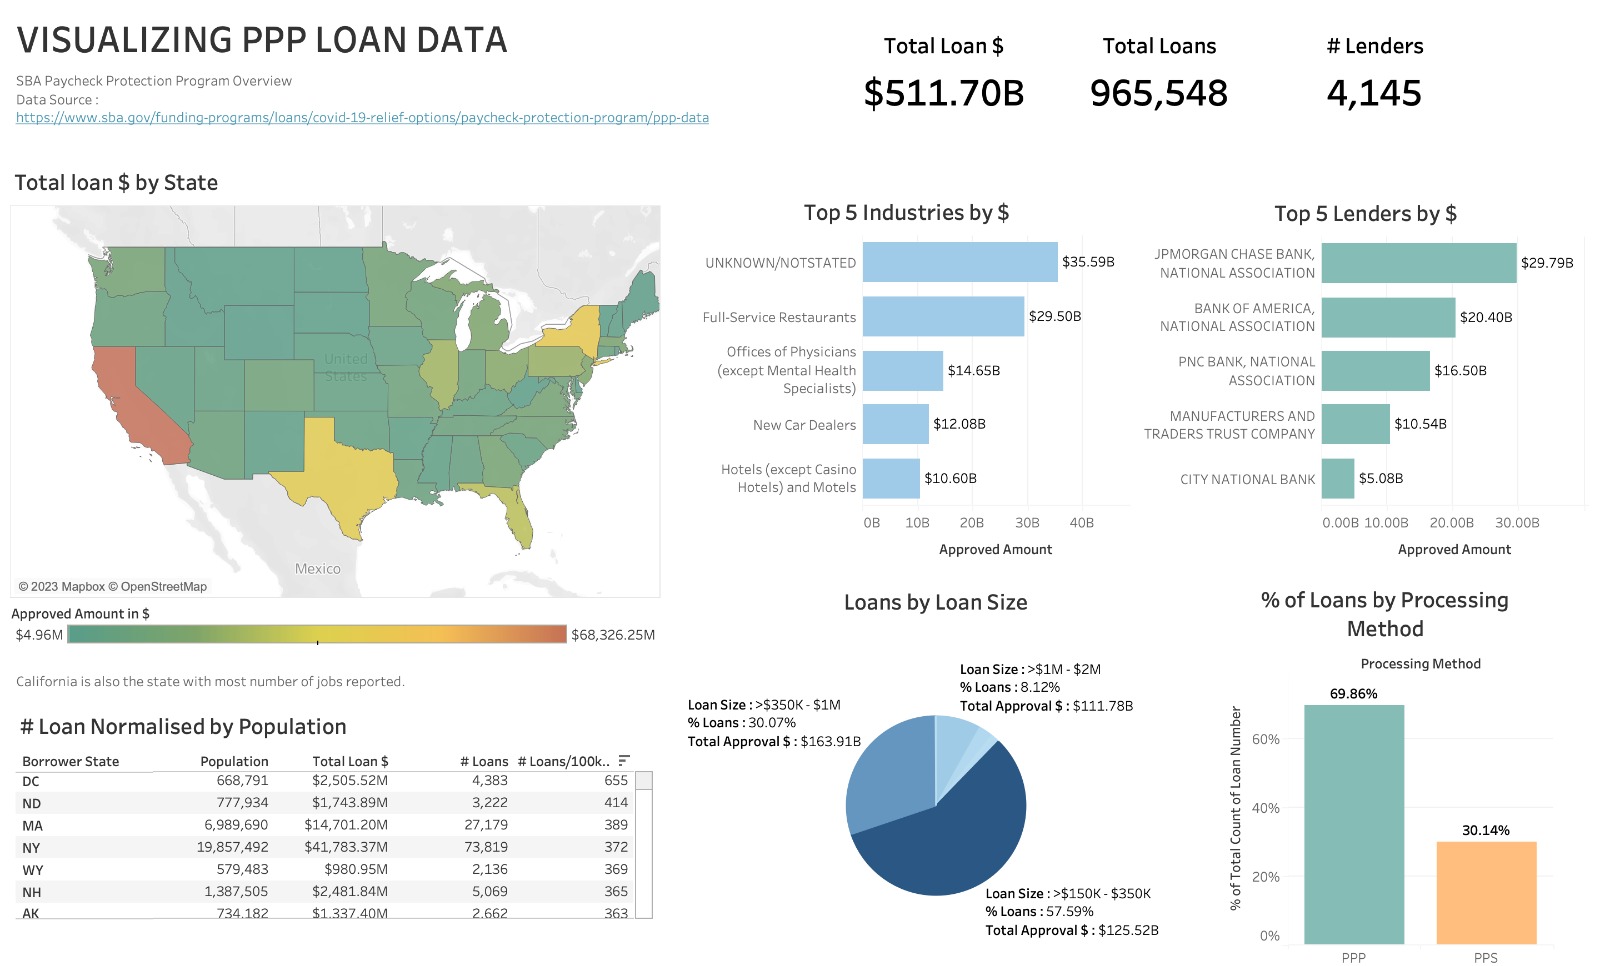 VISUALIZING PPP LOAN DATA
SBA Paycheck Protection Program Overview
Data Source :
https://www.sba.gov/funding-programs/loans/covid-19-relief-options/paycheck-protection-program/ppp-data
Total Loan $
$511.70B
Total Loans
965,548
# Lenders
4,145
Total loan $ by State
United
States
Mexico
© 2023 Mapbox © OpenStreetMap
Approved Amount in $
$4.96M
$68,326.25M
California is also the state with most number of jobs reported.
# Loan Normalised by Population
Borrower State Population Total Loan $ # Loans # Loans/100k..
DC 668,791 $2,505.52M 4,383 655
ND 777,934 $1,743.89M 3,222 414
MA 6,989,690 $14,701.20M 27,179 389
NY 19,857,492 $41,783.37M 73,819 372
WY 579,483 $980.95M 2,136 369
NH 1,387,505 $2,481.84M 5,069 365
AK 734,182 $1,337.40M 2,662 363
Top 5 Industries by $
UNKNOWN/NOTSTATED $35.59B
Full-Service Restaurants $29.50B
Offices of Physicians
(except Mental Health $14.65B
Specialists)
New Car Dealers $12.08B
Hotels (except Casino
Hotels) and Motels $10.60B
0B 10B 20B 30B 40B
Approved Amount
Top 5 Lenders by $
JPMORGAN CHASE BANK,
NATIONAL ASSOCIATION
$29.79B
BANK OF AMERICA,
NATIONAL ASSOCIATION
$20.40B
PNC BANK, NATIONAL
ASSOCIATION
$16.50B
MANUFACTURERS AND
TRADERS TRUST COMPANY
$10.54B
CITY NATIONAL BANK $5.08B
0.00B 10.00B 20.00B 30.00B
Approved Amount
Loans by Loan Size
Loan Size : >$1M - $2M
% Loans : 8.12%
Total Approval $ : $111.78B
Loan Size : >$350K - $1M
% Loans : 30.07%
Total Approval $ : $163.91B
Loan Size : >$150K - $350K
% Loans : 57.59%
Total Approval $ : $125.52B
% of Loans by Processing
Method
Processing Method
69.86%
30.14%
% of Total Count of Loan Number
60%
40%
20%
0%
PPP PPS